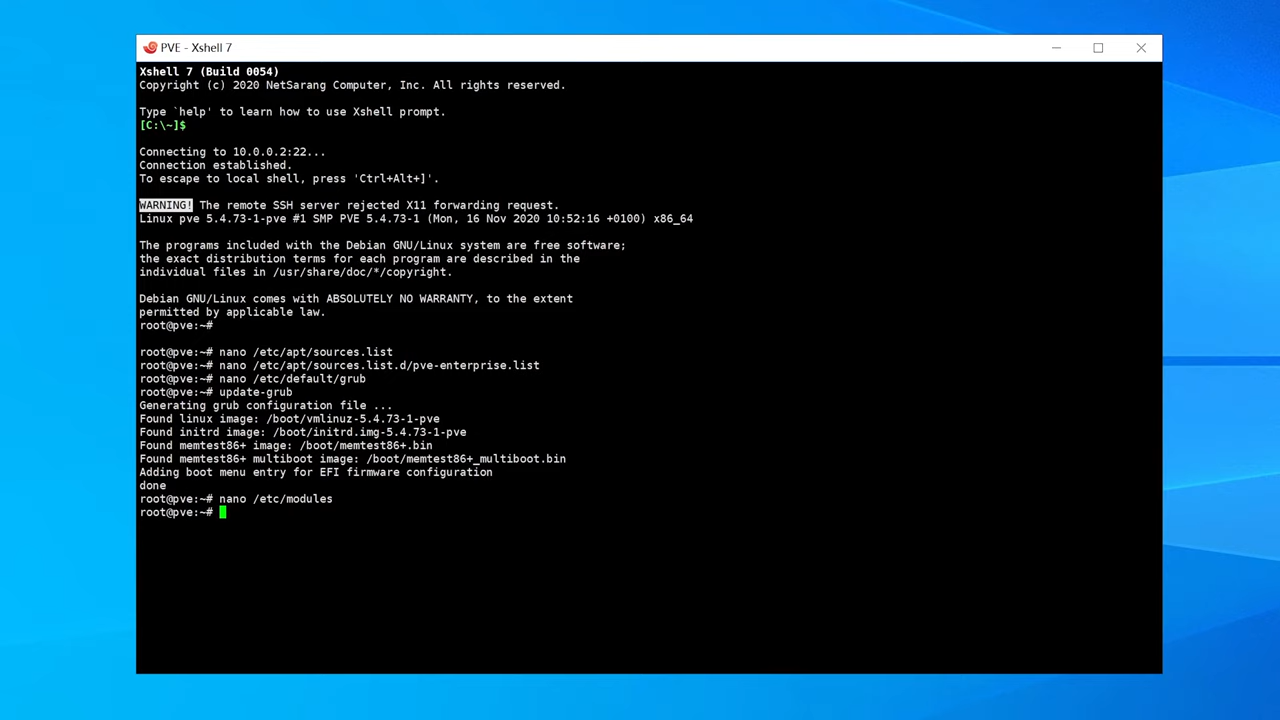 PVE - Xshell 7
Xshell 7 (Build 0054)
Copyright (c) 2020 NetSarang Computer, Inc. All rights reserved.
Type `help' to learn how to use Xshell prompt.
[C:\~]$
Connecting to 10.0.0.2:22...
Connection established.
To escape to local shell, press 'Ctrl+Alt+]'.
WARNING! The remote SSH server rejected X11 forwarding request.
Linux pve 5.4.73-1-pve #1 SMP PVE 5.4.73-1 (Mon, 16 Nov 2020 10:52:16 +0100) x86_64
The programs included with the Debian GNU/Linux system are free software;
the exact distribution terms for each program are described in the
individual files in /usr/share/doc/*/copyright.
Debian GNU/Linux comes with ABSOLUTELY NO WARRANTY, to the extent
permitted by applicable law.
root@pve:~#
root@pve:~# nano /etc/apt/sources.list
root@pve:~# nano /etc/apt/sources.list.d/pve-enterprise.list
root@pve:~# nano /etc/default/grub
root@pve:~# update-grub
Generating grub configuration file ...
Found linux image: /boot/vmlinuz-5.4.73-1-pve
Found initrd image: /boot/initrd.img-5.4.73-1-pve
Found memtest86+ image: /boot/memtest86+.bin
Found memtest86+ multiboot image: /boot/memtest86+_multiboot.bin
Adding boot menu entry for EFI firmware configuration
done
root@pve:~# nano /etc/modules
root@pve:~#